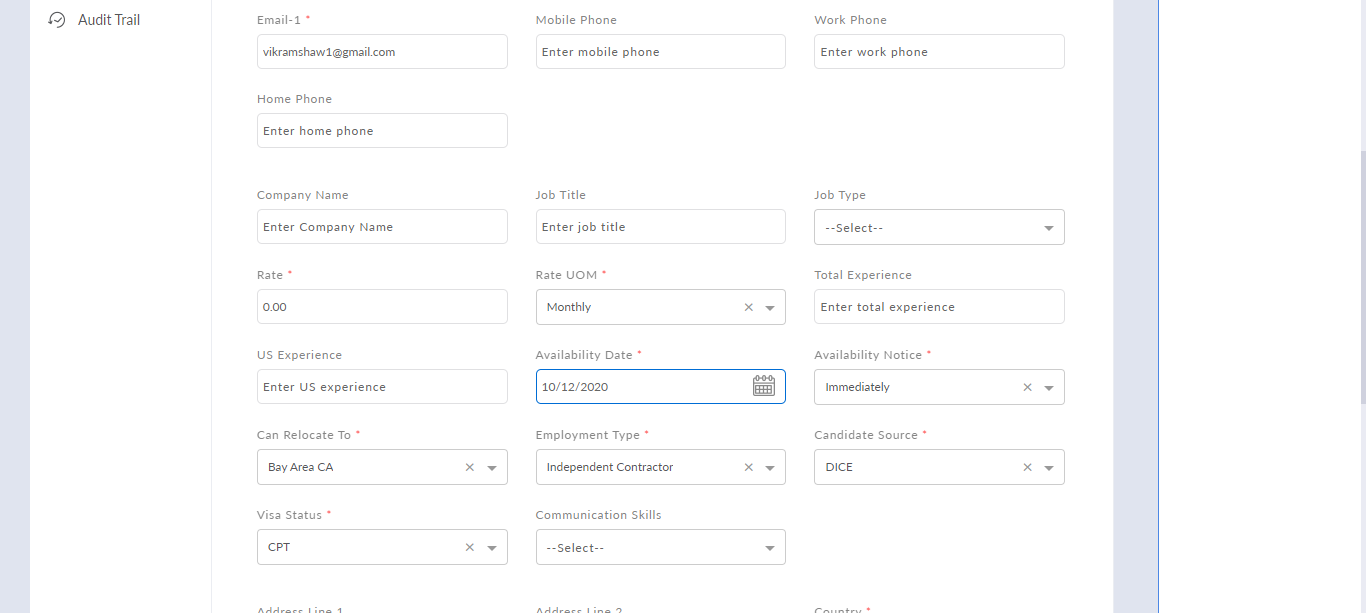 Audit Trail
Email-1 * Mobile Phone Work Phone
vikramshaw1@gmail.com Enter mobile phone Enter work phone
Home Phone
Enter home phone
Company Name Job Title Job Type
Enter Company Name Enter job title --Select--
Rate * Rate UOM * Total Experience
0.00 Monthly Enter total experience
US Experience Availability Date * Availability Notice *
Enter US experience 10/12/2020 Immediately
Can Relocate To * Employment Type * Candidate Source *
Bay Area CA Independent Contractor DICE
Visa Status * Communication Skills
CPT --Select--
Address Line 1 Address Line 2 Country *